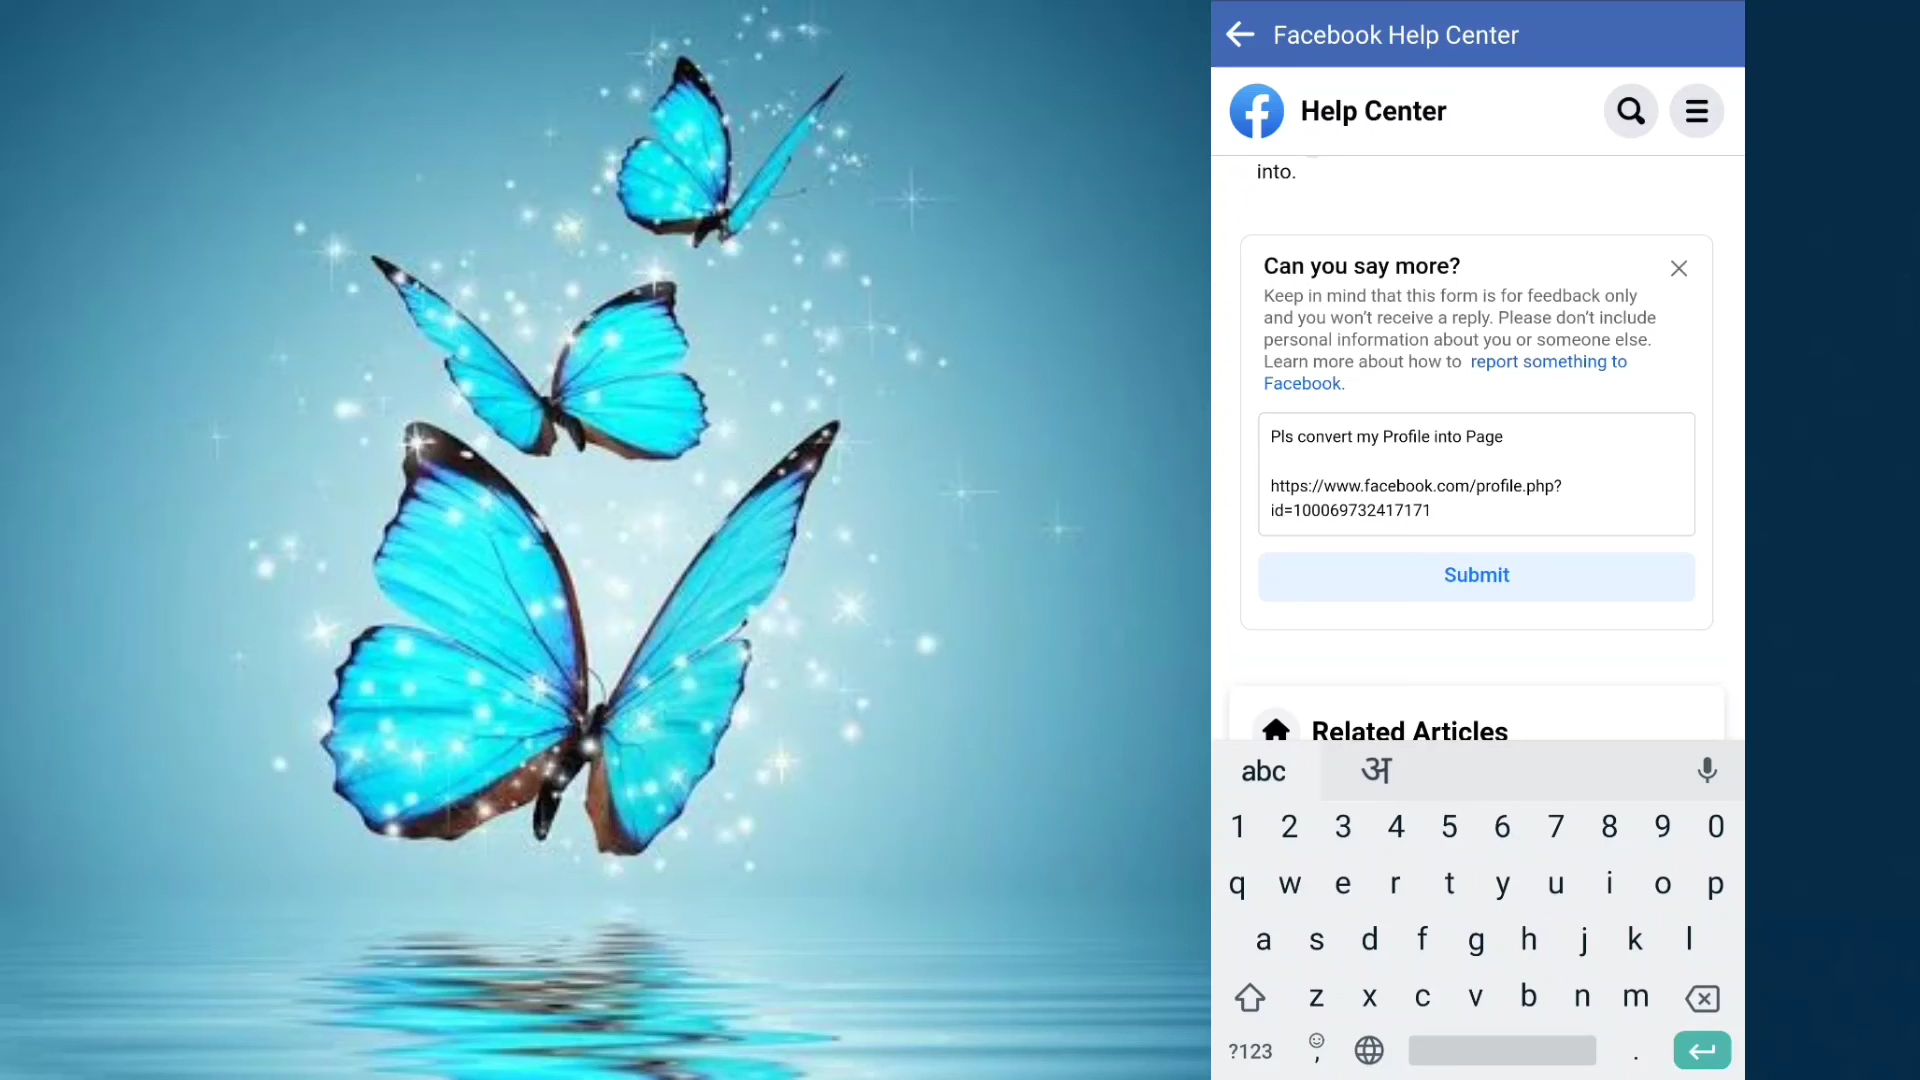 Facebook Help Center
Help Center
into.
Can you say more?
Keep in mind that this form is for feedback only
and you won't receive a reply. Please don't include
personal information about you or someone else.
Learn more about how to report something to
Facebook.
Pls convert my Profile into Page
https://www.facebook.com/profile.php?
id=100069732417171
Submit
Related Articles
abc अ
1 2 3 4 5 6 7 8 9 0
q w e r t y u i o p
a s d f g h j k l
z x c v b n m
?123 , .